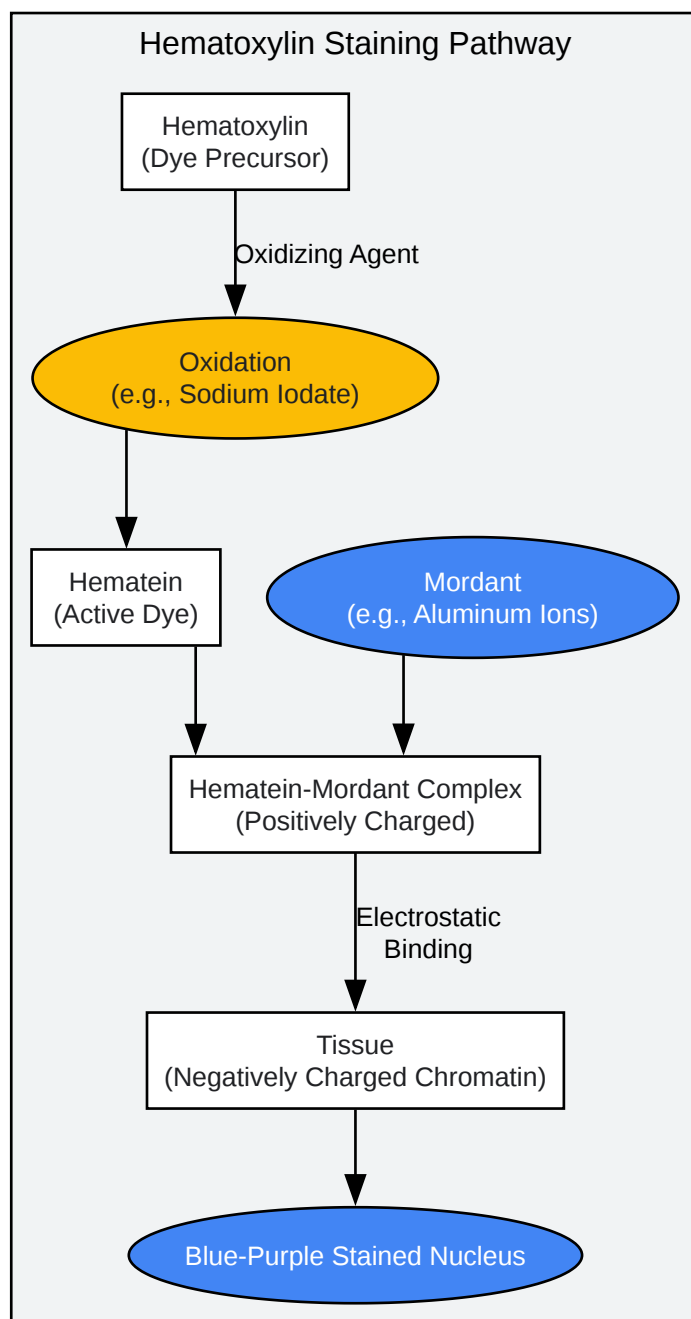 Hematoxylin Staining Pathway
Hematoxylin
(Dye Precursor)
Oxidizing Agent
Oxidation
(e.g., Sodium Iodate)
Hematein
(Active Dye)
Mordant
(e.g., Aluminum Ions)
Hematein-Mordant Complex
(Positively Charged)
Electrostatic
Binding
Tissue
(Negatively Charged Chromatin)
Blue-Purple Stained Nucleus